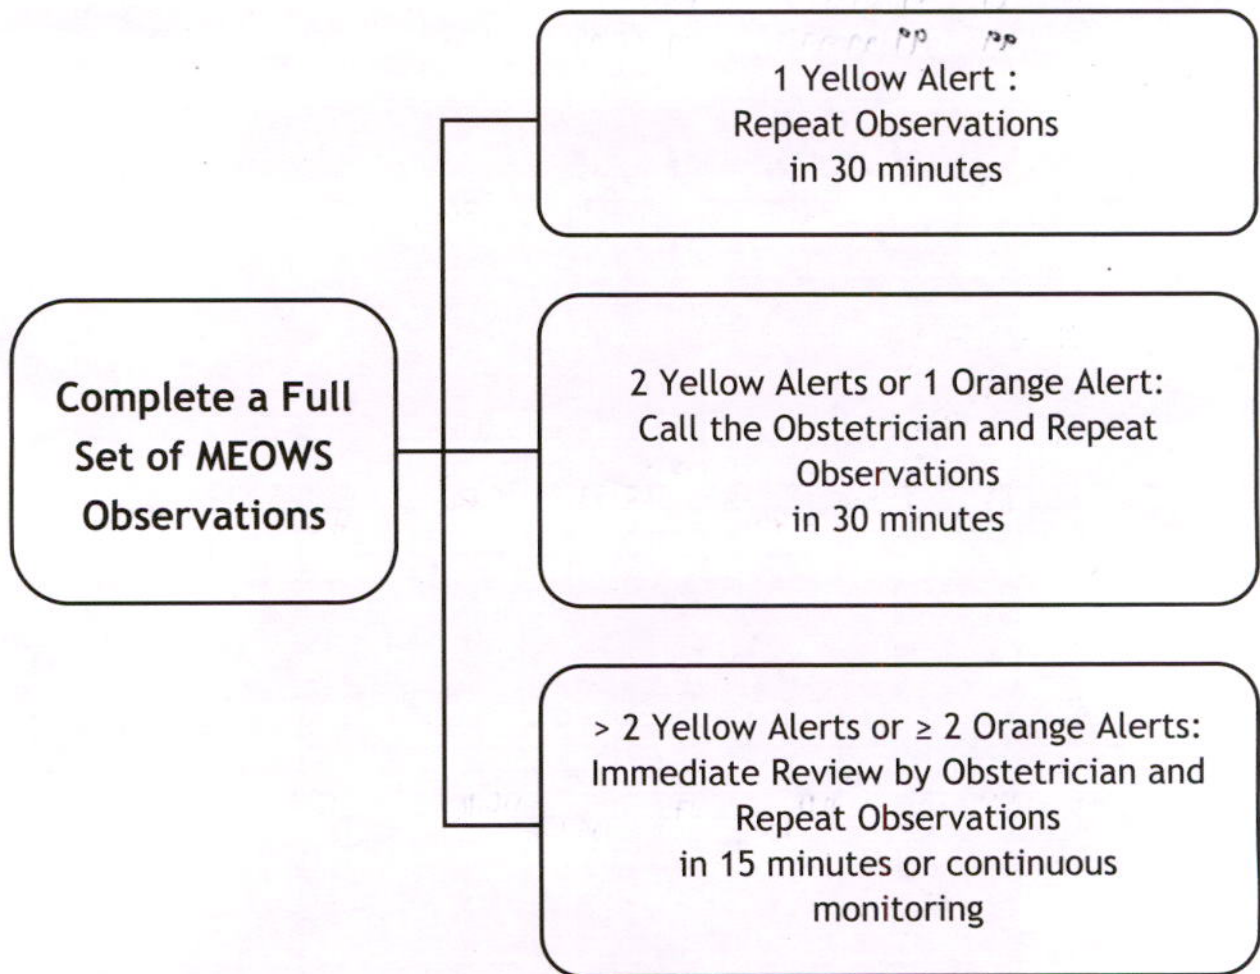 Complete a Full
Set of MEOWS
Observations
1 Yellow Alert :
Repeat Observations
in 30 minutes
2 Yellow Alerts or 1 Orange Alert:
Call the Obstetrician and Repeat
Observations
in 30 minutes
> 2 Yellow Alerts or ≥ 2 Orange Alerts:
Immediate Review by Obstetrician and
Repeat Observations
in 15 minutes or continuous
monitoring